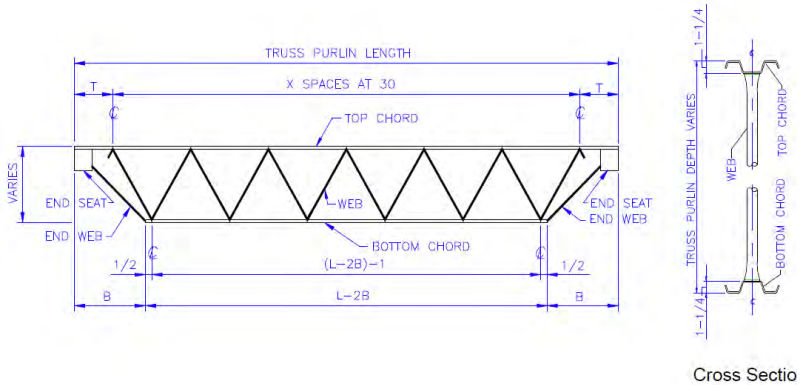 TRUSS PURLIN LENGTH
T
X SPACES AT 30
T
TOP CHORD
VARIES
END SEAT
WEB
END SEAT
END WEB
END WEB
BOTTOM CHORD
1/2
(L-2B)-1
1/2
B
L-2B
B
1-1/4
TRUSS PURLIN DEPTH VARIES
WEB
TOP CHORD
BOTTOM CHORD
1-1/4
Cross Sectio